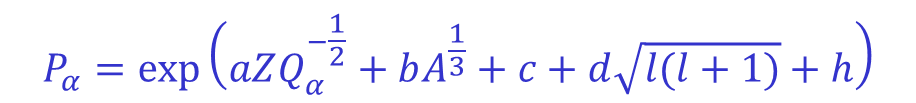 P_α = exp(aZQ_α^{-1/2} + bA^{1/3} + c + d√(l(l + 1)) + h)